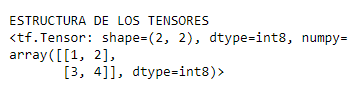 ESTRUCTURA DE LOS TENSORES
<tf.Tensor: shape=(2, 2), dtype=int8, numpy=
array([[1, 2],
       [3, 4]], dtype=int8)>